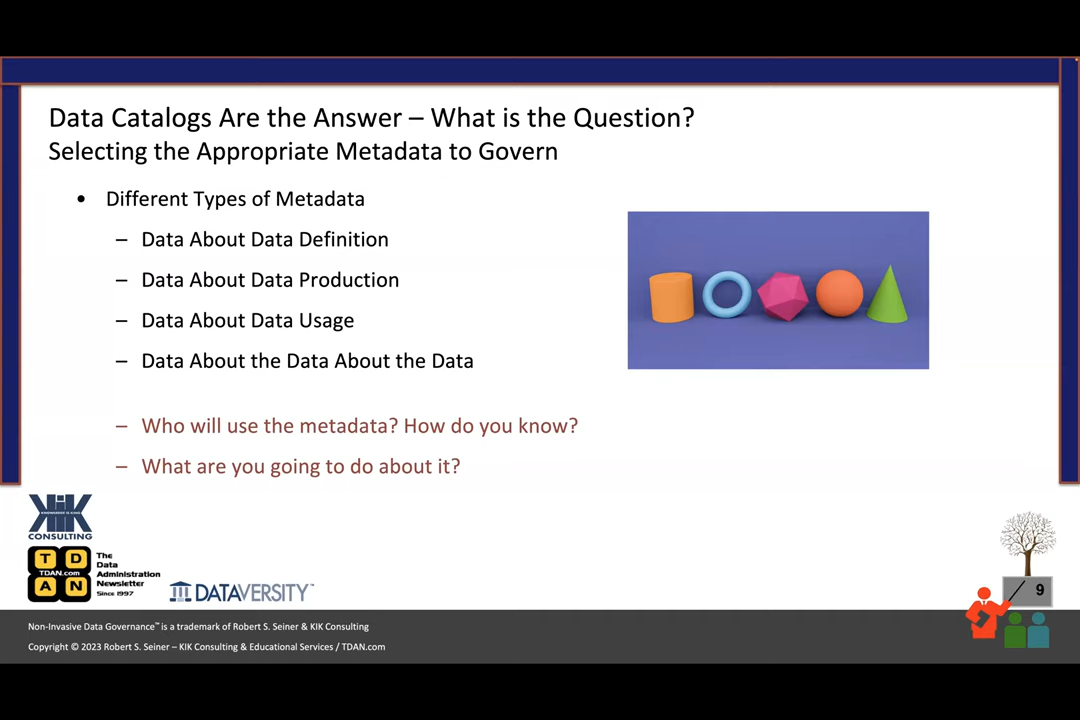 Data Catalogs Are the Answer – What is the Question?
Selecting the Appropriate Metadata to Govern
• Different Types of Metadata
– Data About Data Definition
– Data About Data Production
– Data About Data Usage
– Data About the Data About the Data
– Who will use the metadata? How do you know?
– What are you going to do about it?
KIK
KNOWLEDGE IS KING
CONSULTING
T D
TDAN.com
A N
The
Data
Administration
Newsletter
Since 1997
DATAVERSITY™
9
Non-Invasive Data Governance™ is a trademark of Robert S. Seiner & KIK Consulting
Copyright © 2023 Robert S. Seiner – KIK Consulting & Educational Services / TDAN.com